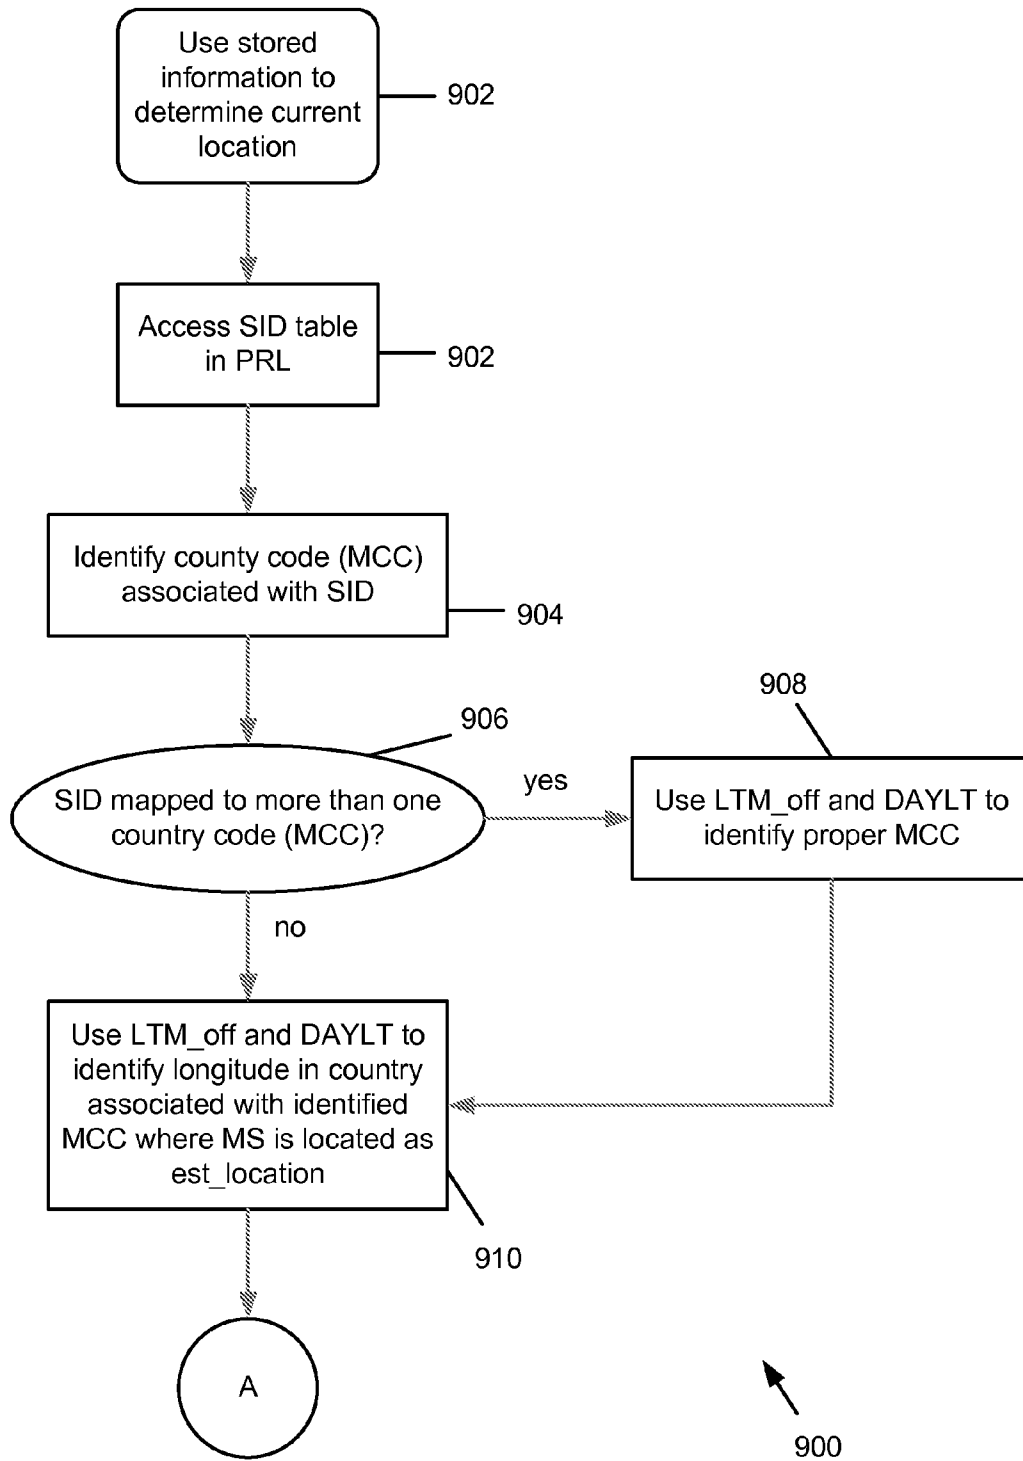 Use stored
information to
determine current
location
902
Access SID table
in PRL
902
Identify county code (MCC)
associated with SID
904
906
908
SID mapped to more than one
country code (MCC)?
yes
Use LTM_off and DAYLT to
identify proper MCC
no
Use LTM_off and DAYLT to
identify longitude in country
associated with identified
MCC where MS is located as
est_location
910
A
900